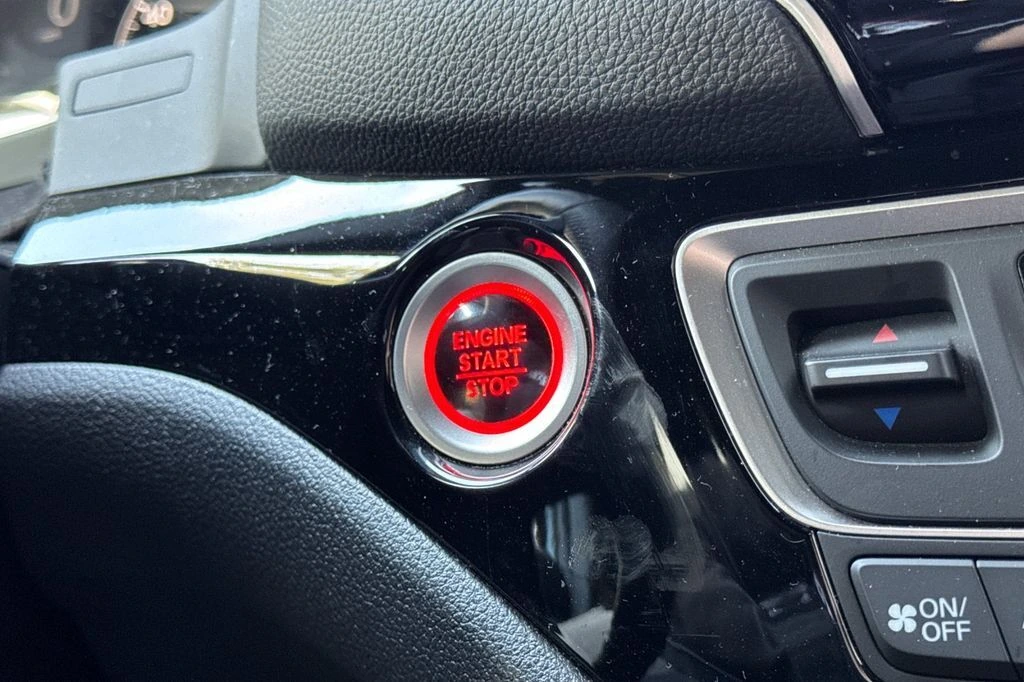 ENGINE
START
STOP
ON/
OFF